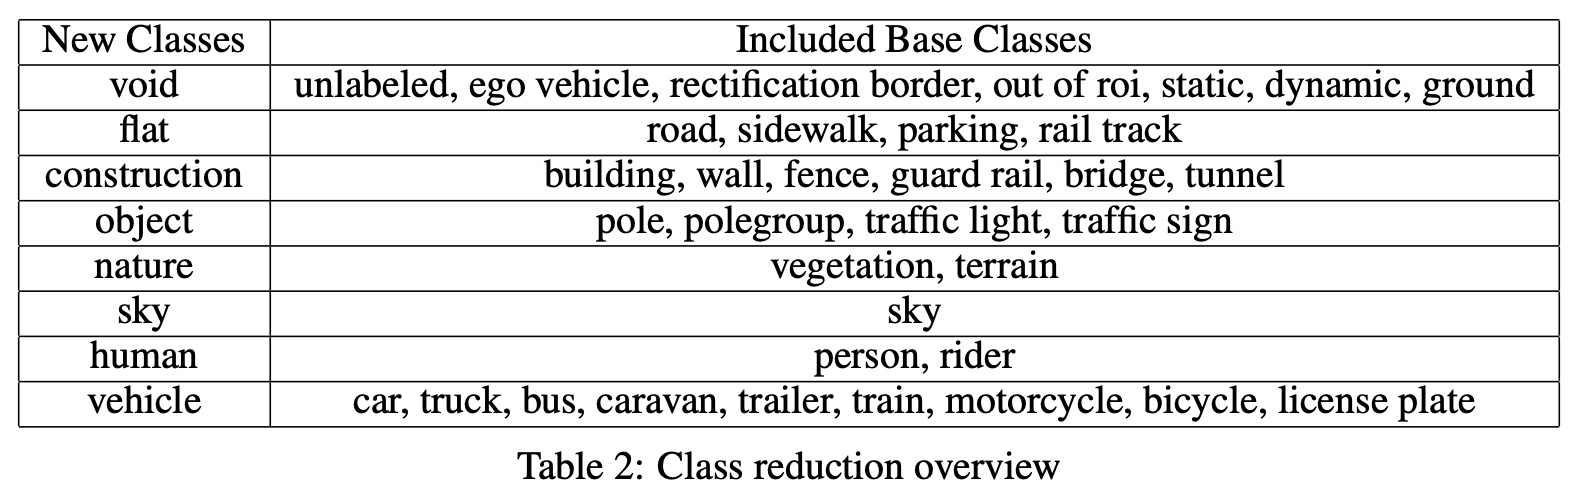 New Classes Included Base Classes
void unlabeled, ego vehicle, rectification border, out of roi, static, dynamic, ground
flat road, sidewalk, parking, rail track
construction building, wall, fence, guard rail, bridge, tunnel
object pole, polegroup, traffic light, traffic sign
nature vegetation, terrain
sky sky
human person, rider
vehicle car, truck, bus, caravan, trailer, train, motorcycle, bicycle, license plate
Table 2: Class reduction overview